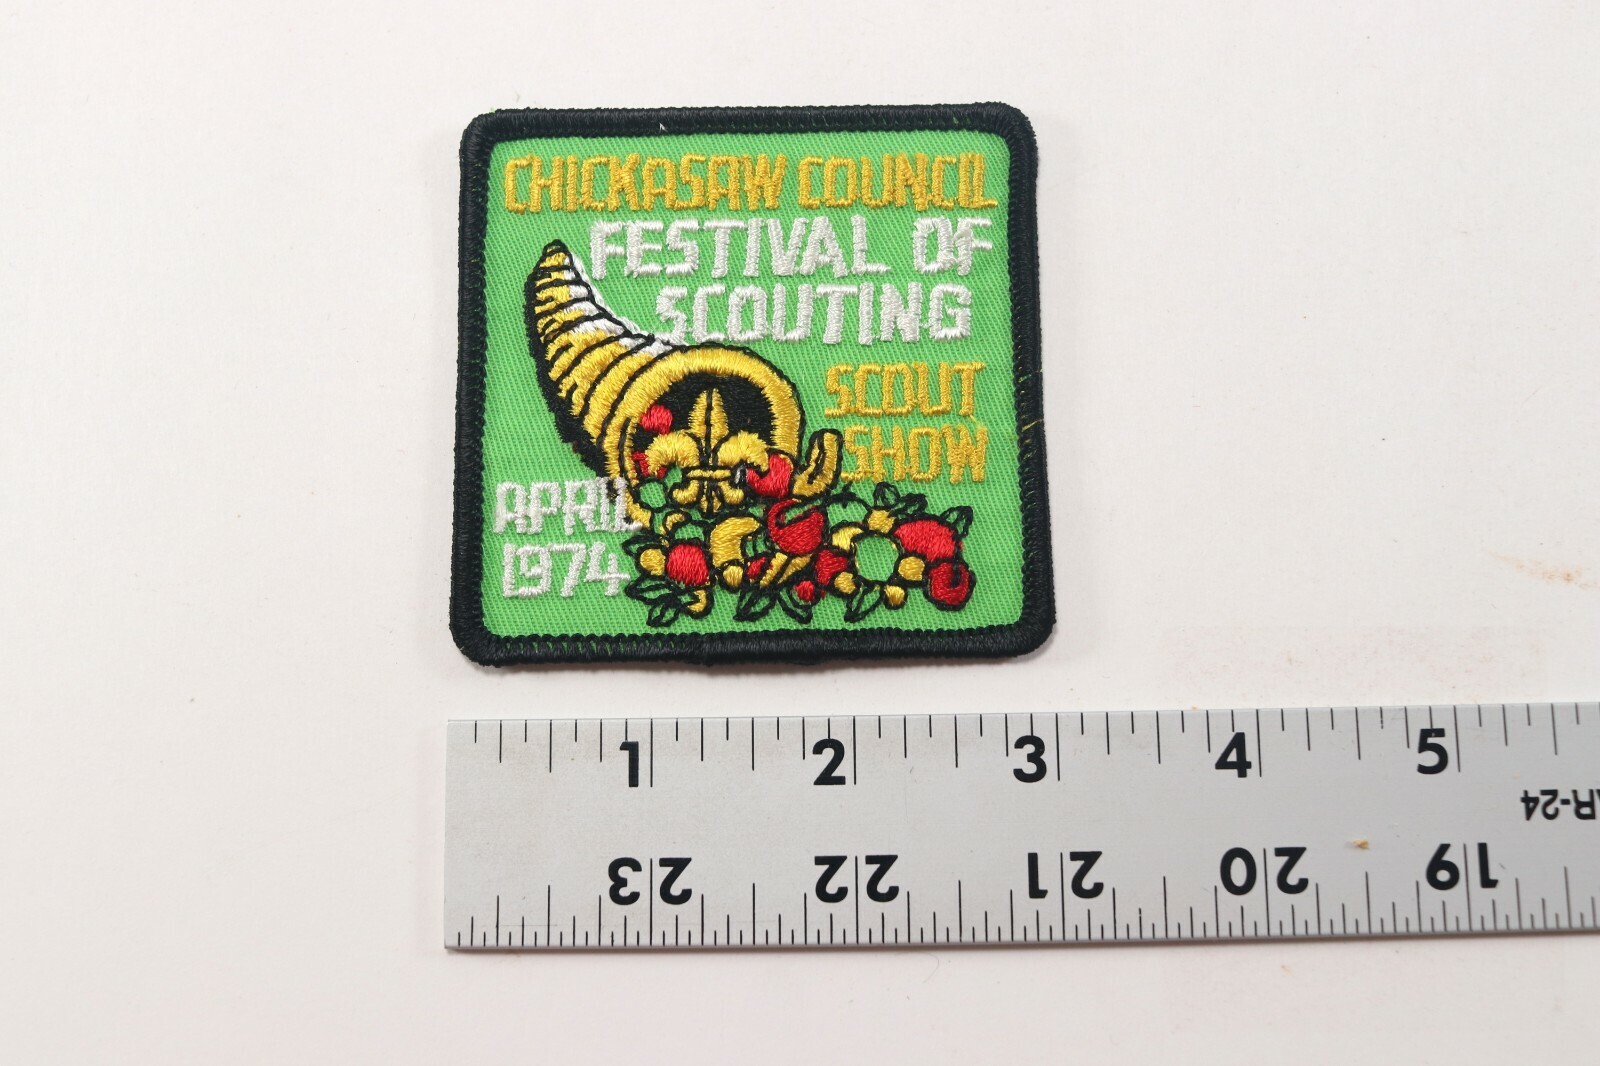 CHICKASAW COUNCIL
FESTIVAL OF
SCOUTING
SCOUT
SHOW
APRIL
1974
1 2 3 4 5
R-24
23 22 21 20 19